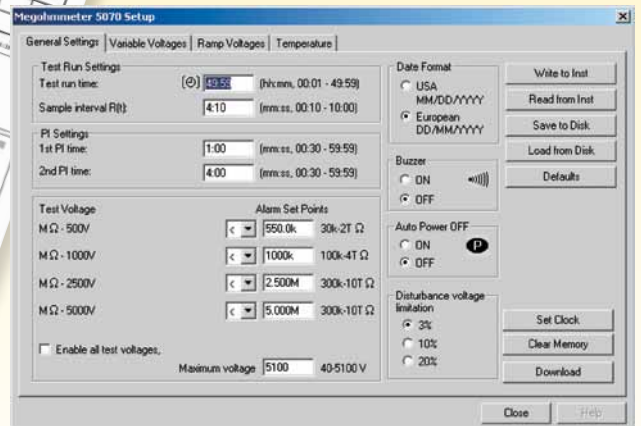 Megohmmeter 5070 Setup
General Settings Variable Voltages Ramp Voltages Temperature
Test Run Settings
Test run time: 49:59 (hh:mm, 00:01 - 49:59)
Sample interval R(t): 4:10 (mm:ss, 00:10 - 10:00)
PI Settings
1st PI time: 1:00 (mm:ss, 00:30 - 59:59)
2nd PI time: 4:00 (mm:ss, 00:30 - 59:59)
Test Voltage Alarm Set Points
MΩ - 500V < 550.0k 30k-2T Ω
MΩ - 1000V < 1000k 100k-4T Ω
MΩ - 2500V < 2.500M 300k-10T Ω
MΩ - 5000V < 5.000M 300k-10T Ω
Enable all test voltages,
Maximum voltage 5100 40-5100 V
Date Format
USA
MM/DD/YYYY
European
DD/MM/YYYY
Buzzer
ON
OFF
Auto Power OFF
ON P
OFF
Disturbance voltage
limitation
3%
10%
20%
Write to Inst
Read from Inst
Save to Disk
Load from Disk
Defaults
Set Clock
Clear Memory
Download
Close Help